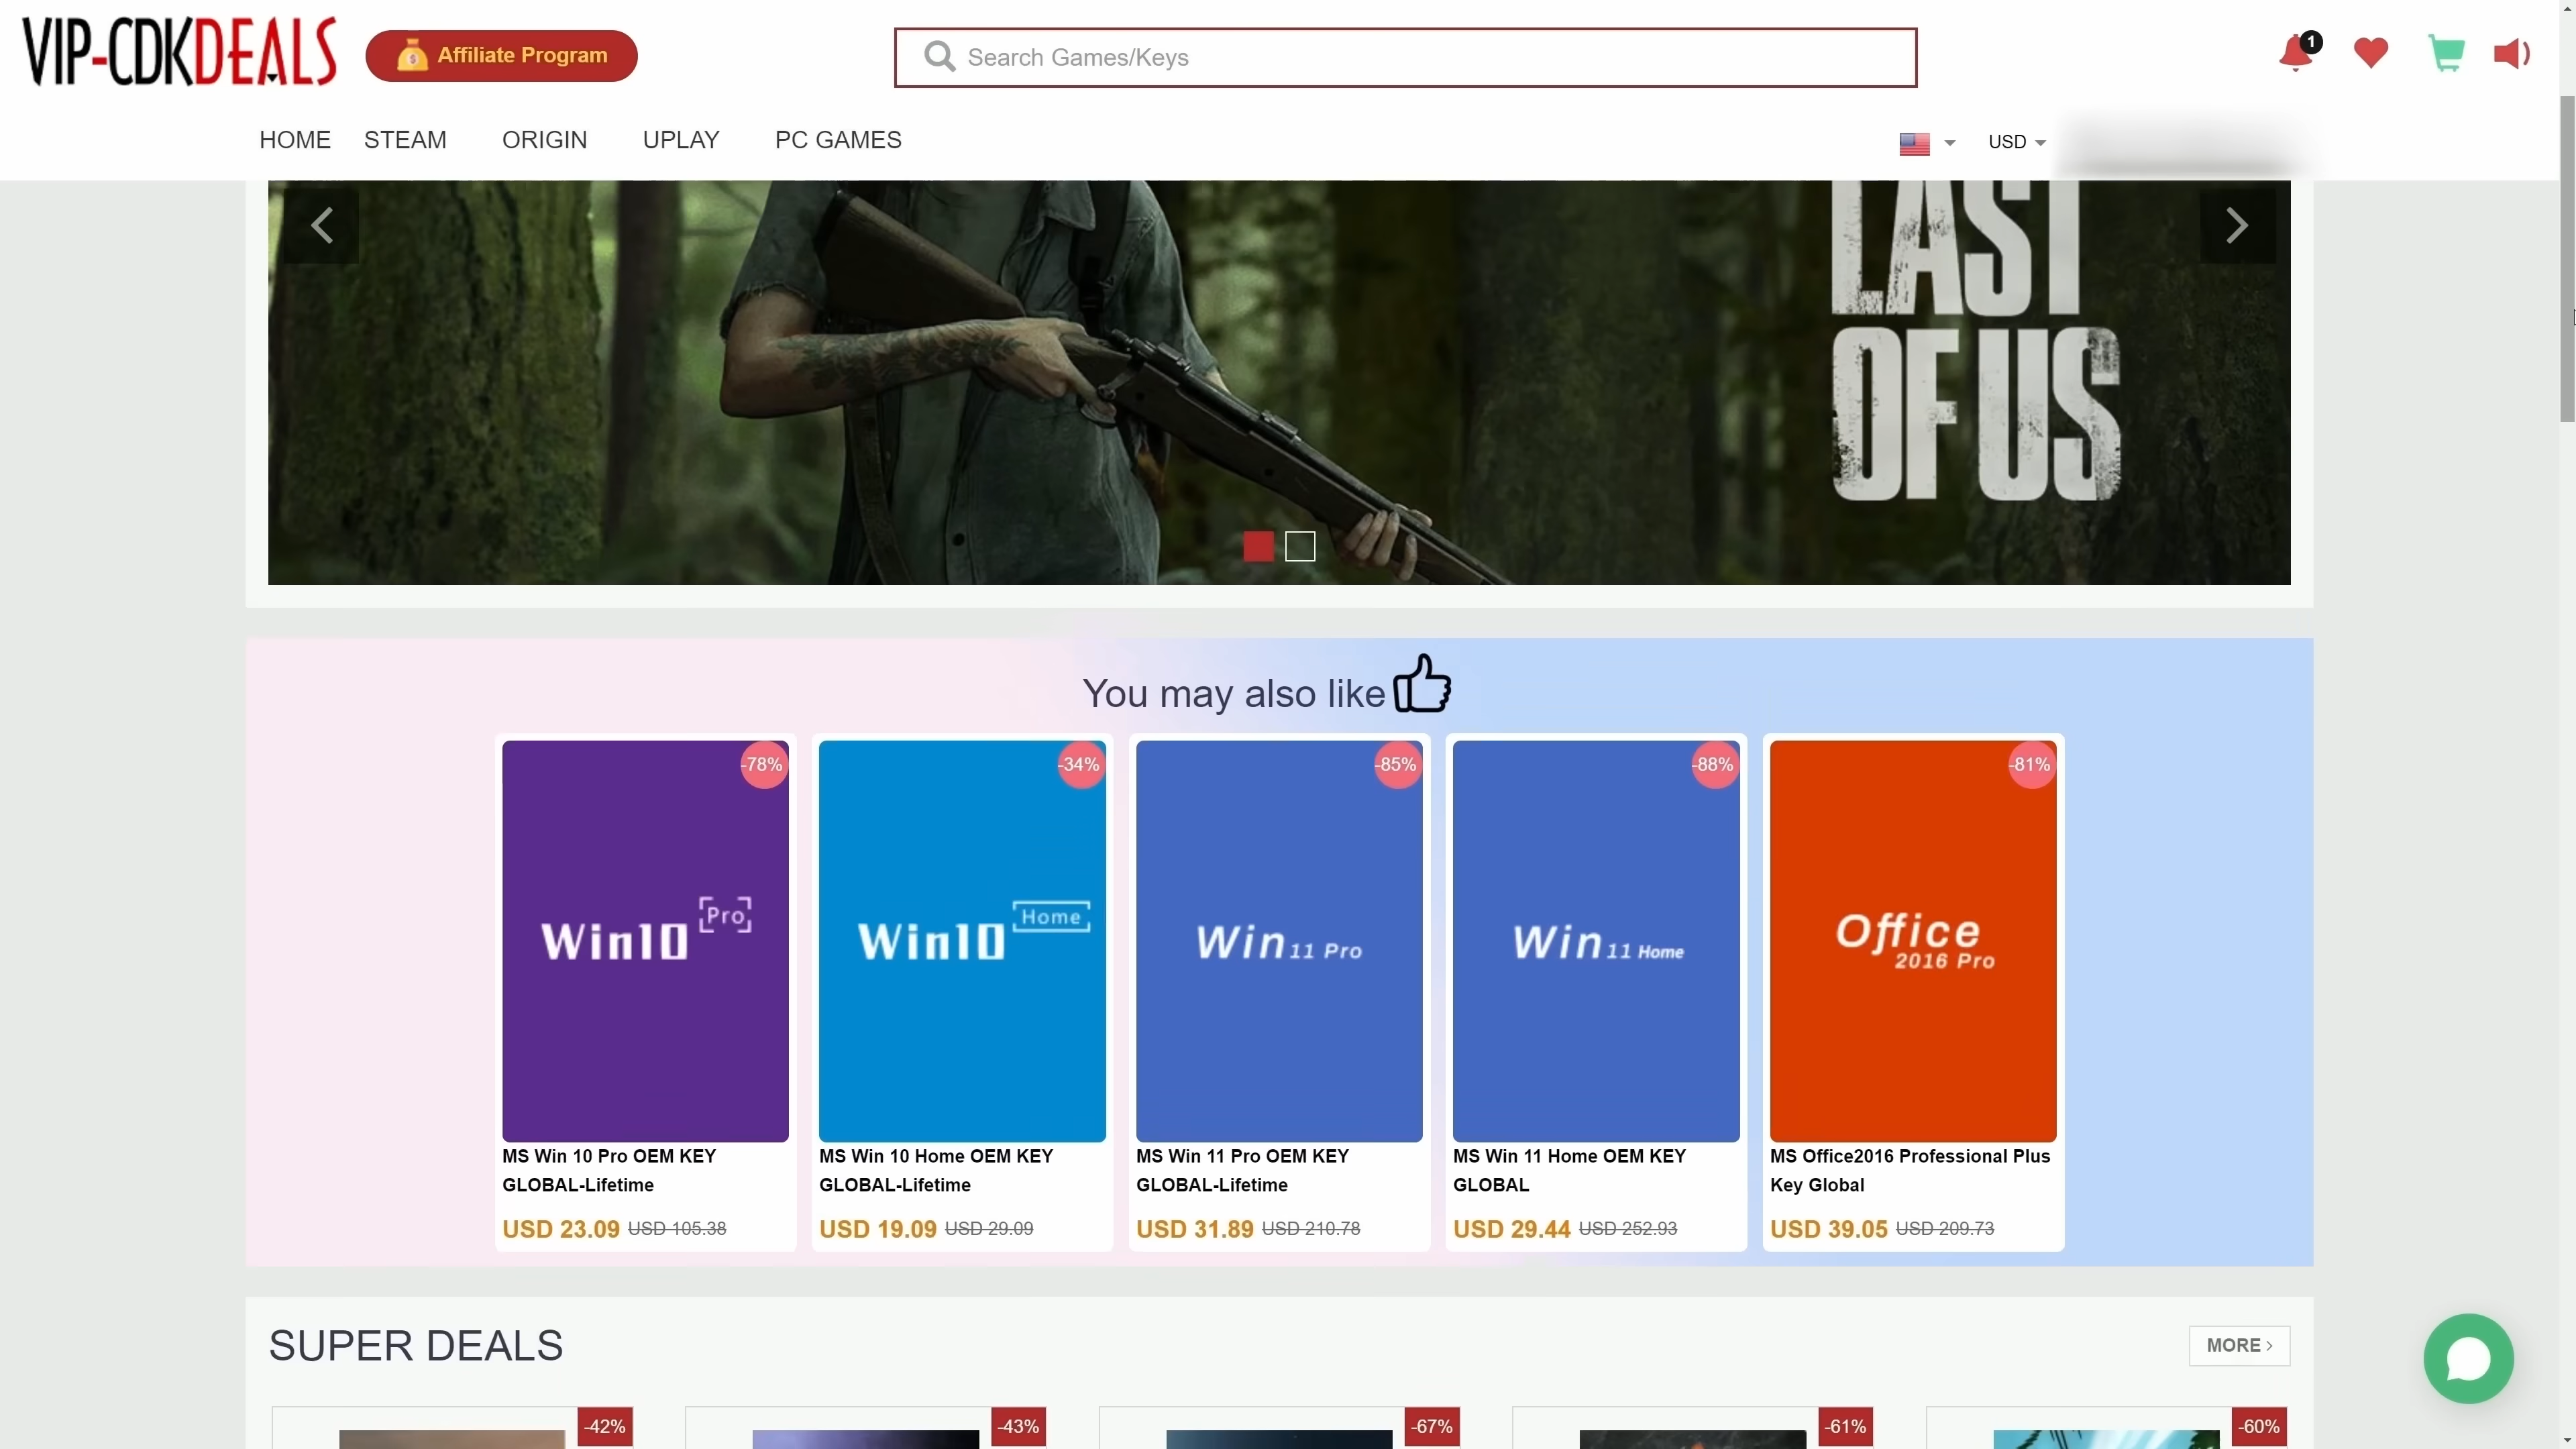 VIP-CDKDEALS
Affiliate Program
Search Games/Keys
1
HOME STEAM ORIGIN UPLAY PC GAMES
USD
LAST
OF US
You may also like
-78%
Win10 Pro
MS Win 10 Pro OEM KEY
GLOBAL-Lifetime
USD 23.09 USD 105.38
-34%
Win10 Home
MS Win 10 Home OEM KEY
GLOBAL-Lifetime
USD 19.09 USD 29.09
-85%
Win 11 Pro
MS Win 11 Pro OEM KEY
GLOBAL-Lifetime
USD 31.89 USD 210.78
-88%
Win 11 Home
MS Win 11 Home OEM KEY
GLOBAL
USD 29.44 USD 252.93
-81%
Office
2016 Pro
MS Office2016 Professional Plus
Key Global
USD 39.05 USD 209.73
SUPER DEALS
MORE >
-42%
-43%
-67%
-61%
-60%